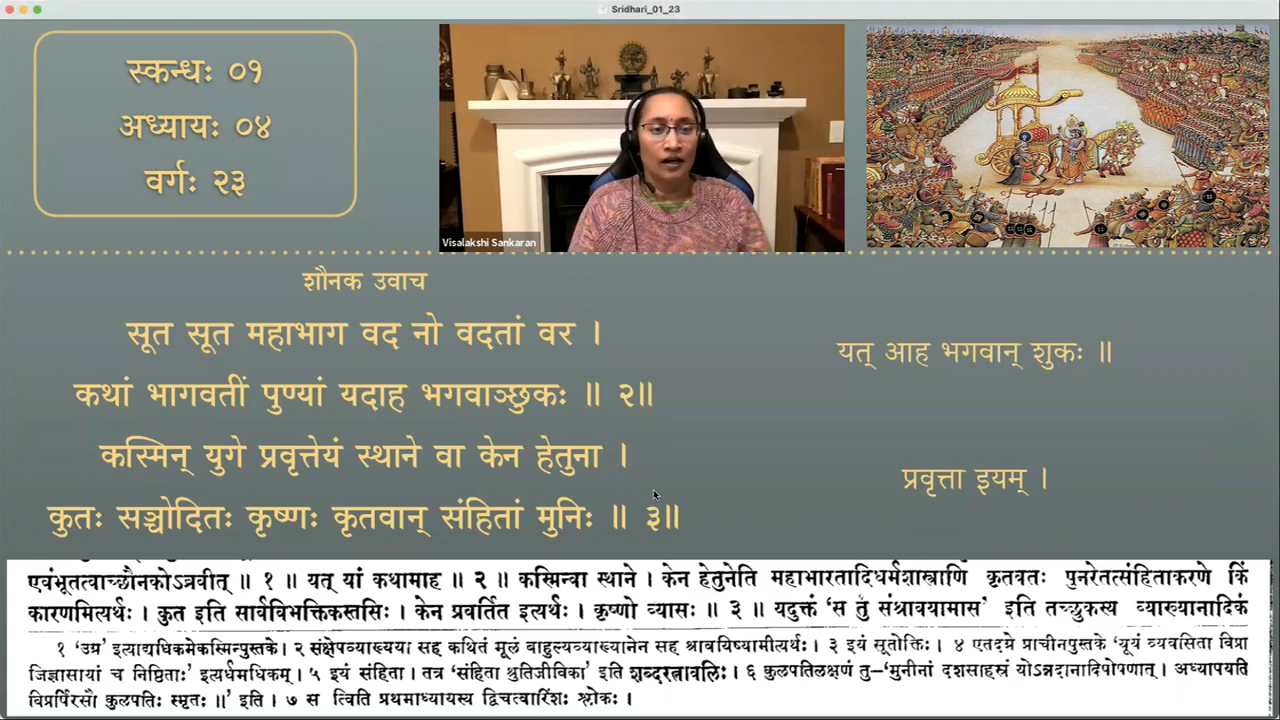 Sridhari_01_23
स्कन्धः ०१
अध्यायः ०४
वर्गः २३
Visalakshi Sankaran
शौनक उवाच
सूत सूत महाभाग वद नो वदतां वर ।
कथां भागवतीं पुण्यां यदाह भगवाञ्छुकः ॥ २॥
कस्मिन् युगे प्रवृत्तेयं स्थाने वा केन हेतुना ।
कुतः सञ्चोदितः कृष्णः कृतवान् संहितां मुनिः ॥ ३॥
यत् आह भगवान् शुकः ॥
प्रवृत्ता इयम् ।
एवंभूतत्वाच्छौनकोऽब्रवीत् ॥ १ ॥ यत् यां कथामाह ॥ २ ॥ कस्मिन्वा स्थाने । केन हेतुनेति महाभारतादिधर्मशास्त्राणि कृतवतः पुनरेतत्संहिताकरणे किं
कारणमित्यर्थः । कुत इति सार्वविभक्तिकस्तसिः । केन प्रवर्तित इत्यर्थः । कृष्णो व्यासः ॥ ३ ॥ यदुक्तं ‘स तु संश्रावयामास’ इति तच्छुकस्य व्याख्यानादिकं
१ ‘उग्र’ इत्याद्यधिकमेकस्मिन्पुस्तके। २ संक्षेपव्याख्यया सह कथितं मूलं बाहुल्यव्याख्यानेन सह श्रावयिष्यामीत्यर्थः। ३ इयं सूतोक्तिः। ४ एतदग्रे प्राचीनपुस्तके ‘यूयं व्यवसिता विप्रा
जिज्ञासायां च निष्ठिताः’ इत्यर्धमधिकम्। ५ इयं संहिता। तत्र ‘संहिता श्रुतिजीविका’ इति शब्दरत्नावलिः। ६ कुलपतिलक्षणं तु–‘मुनीनां दशसाहस्रं योऽन्नदानादिपोषणात्। अध्यापयति
विप्रर्षिरसौ कुलपतिः स्मृतः ॥’ इति । ७ स त्विति प्रथमाध्यायस्य द्विचत्वारिंशः श्लोकः ।